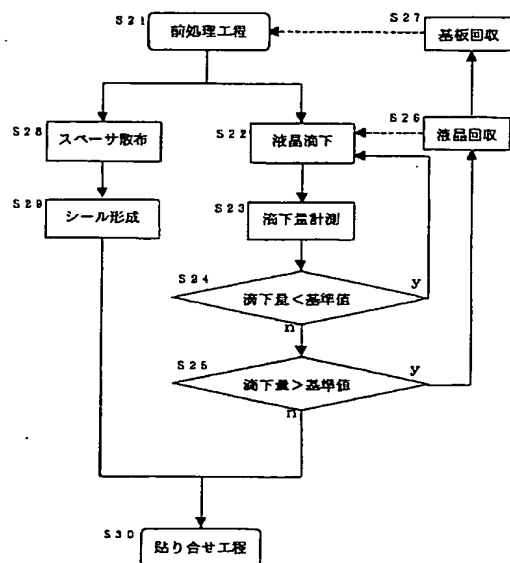 S21
前処理工程
S27
基板回収
S28
スペーサ散布
S22
液晶滴下
S26
液晶回収
S29
シール形成
S23
滴下量計測
S24
滴下量<基準値
y
n
S25
滴下量>基準値
y
n
S30
貼り合せ工程